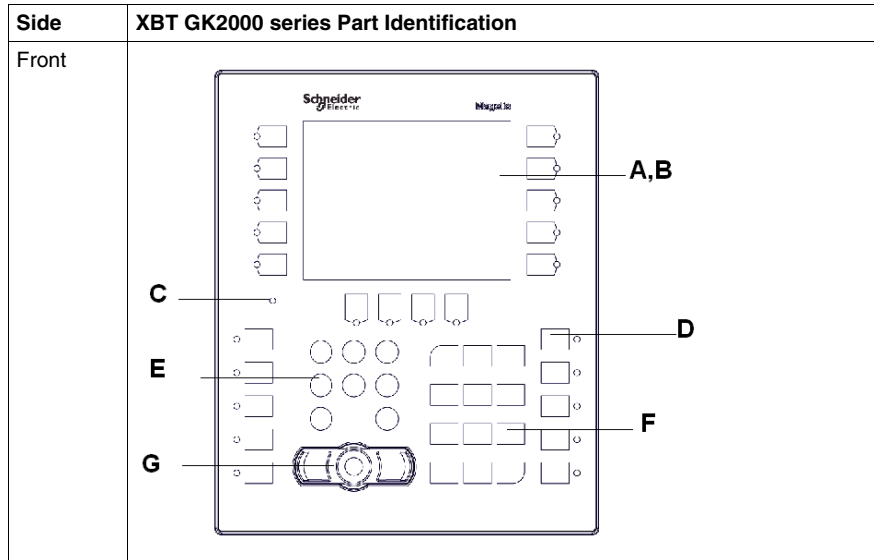 Side XBT GK2000 series Part Identification
Front
Schneider Magelis
Electric
A,B
C
D
E
F
G